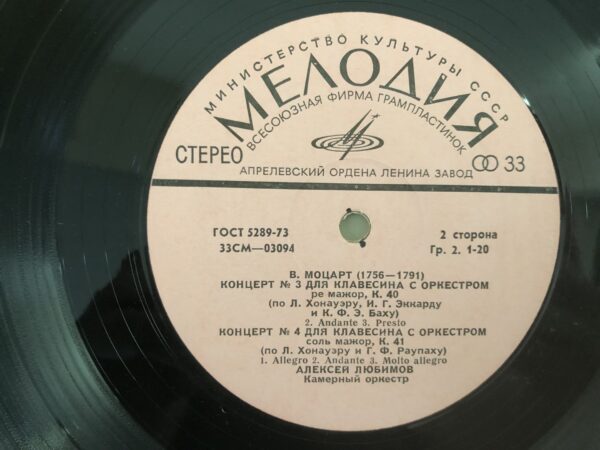 МИНИСТЕРСТВО КУЛЬТУРЫ СССР
МЕЛОДИЯ
ВСЕСОЮЗНАЯ ФИРМА ГРАМПЛАСТИНОК
СТЕРЕО
33
АПРЕЛЕВСКИЙ ОРДЕНА ЛЕНИНА ЗАВОД
ГОСТ 5289-73
2 сторона
33СМ—03094
Гр. 2. 1-20
В. МОЦАРТ (1756—1791)
КОНЦЕРТ № 3 ДЛЯ КЛАВЕСИНА С ОРКЕСТРОМ
ре мажор, К. 40
(по Л. Хонауэру, И. Г. Эккарду
и К. Ф. Э. Баху)
2. Andante 3. Presto
КОНЦЕРТ № 4 ДЛЯ КЛАВЕСИНА С ОРКЕСТРОМ
соль мажор, К. 41
(по Л. Хонауэру и Г. Ф. Раупаху)
1. Allegro 2. Andante 3. Molto allegro
АЛЕКСЕЙ ЛЮБИМОВ
Камерный оркестр